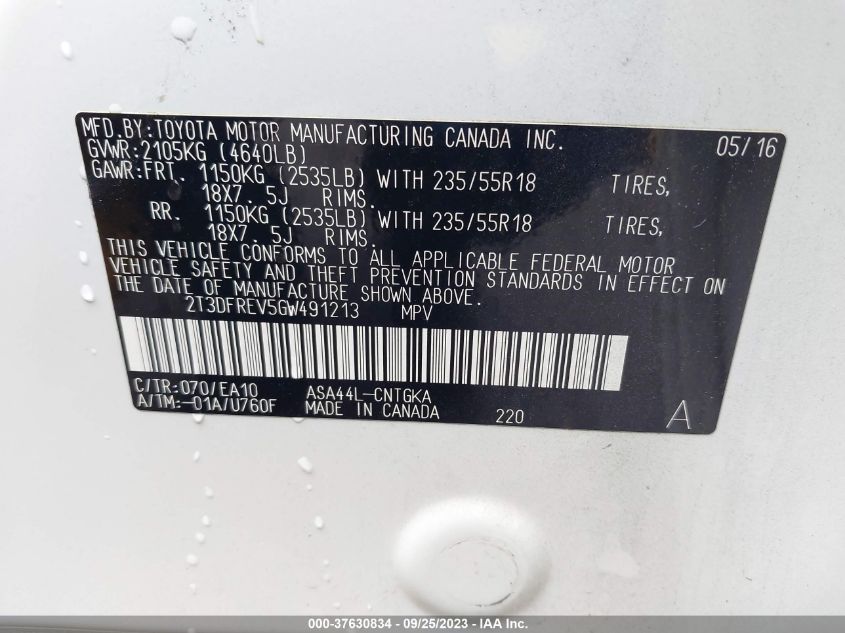 MFD.BY:TOYOTA MOTOR MANUFACTURING CANADA INC. 05/16
GVWR:2105KG (4640LB)
GAWR:FRT. 1150KG (2535LB) WITH 235/55R18 TIRES,
18X7. 5J RIMS.
RR. 1150KG (2535LB) WITH 235/55R18 TIRES,
18X7. 5J RIMS.
THIS VEHICLE CONFORMS TO ALL APPLICABLE FEDERAL MOTOR
VEHICLE SAFETY AND THEFT PREVENTION STANDARDS IN EFFECT ON
THE DATE OF MANUFACTURE SHOWN ABOVE.
2T3DFREV5GW491213 MPV
C/TR:070/EA10 ASA44L-CNTGKA
A/TM:-01A/U760F MADE IN CANADA 220 A
000-37630834 - 09/25/2023 - IAA Inc.